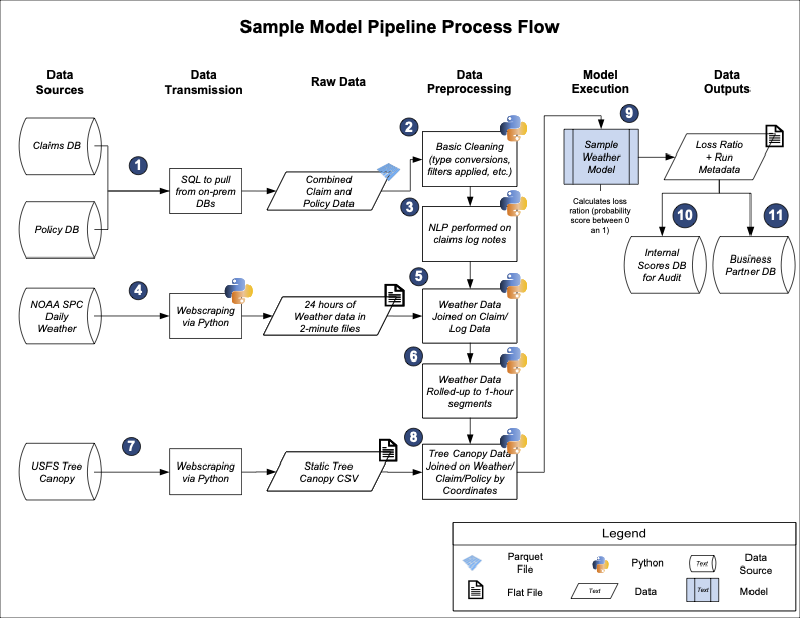 Sample Model Pipeline Process Flow
Data
Sources
Data
Transmission
Raw Data
Data
Preprocessing
Model
Execution
Data
Outputs
Claims DB
Policy DB
1
SQL to pull
from on-prem
DBs
Combined
Claim and
Policy Data
2
Basic Cleaning
(type conversions,
filters applied, etc.)
3
NLP performed on
claims log notes
9
Sample
Weather
Model
Calculates loss
ration (probability
score between 0
an 1)
Loss Ratio
+ Run
Metadata
10
11
Internal
Scores DB
for Audit
Business
Partner DB
NOAA SPC
Daily
Weather
4
Webscraping
via Python
24 hours of
Weather data in
2-minute files
5
Weather Data
Joined on Claim/
Log Data
6
Weather Data
Rolled-up to 1-hour
segments
USFS Tree
Canopy
7
Webscraping
via Python
Static Tree
Canopy CSV
8
Tree Canopy Data
Joined on Weather/
Claim/Policy by
Coordinates
Legend
Parquet
File
Python
Text
Data
Source
Flat File
Text
Data
Text
Model